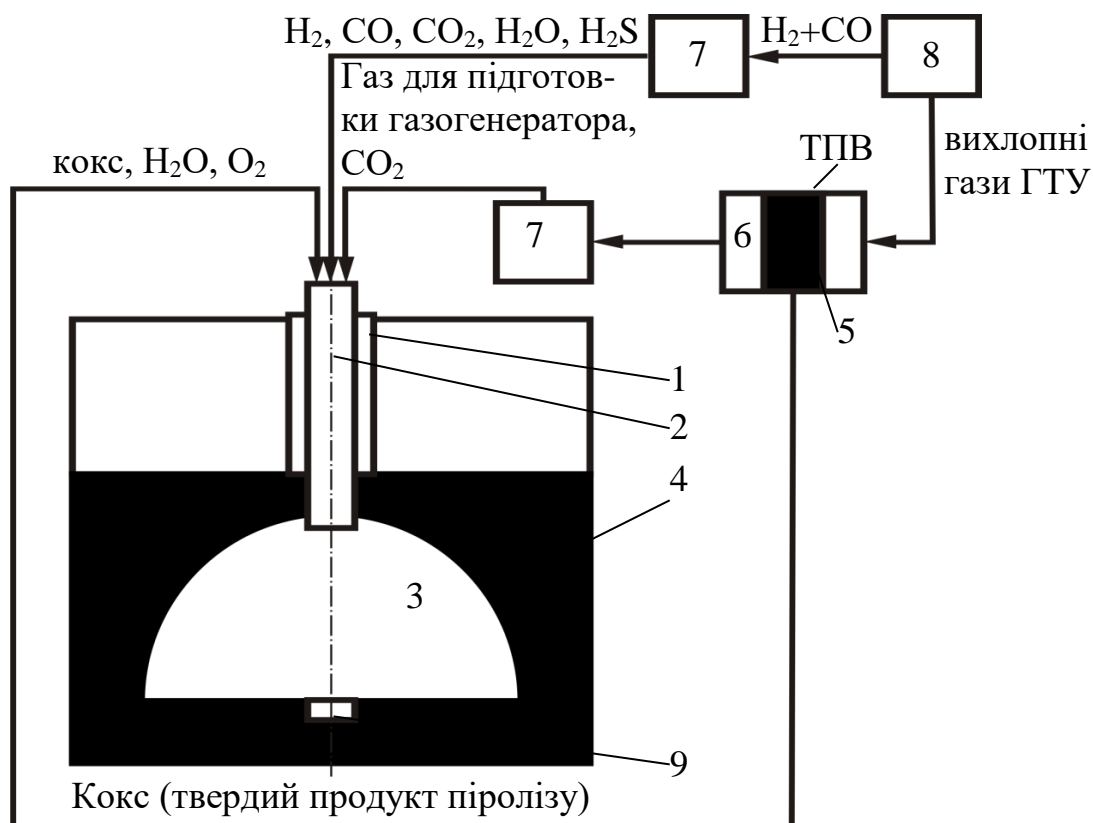 H₂, CO, CO₂, H₂O, H₂S
7
H₂+CO
8
Газ для підготов-
ки газогенератора,
CO₂
кокс, H₂O, O₂
ТПВ
вихлопні
гази ГТУ
7
6
5
1
2
4
3
9
Кокс (твердий продукт піролізу)